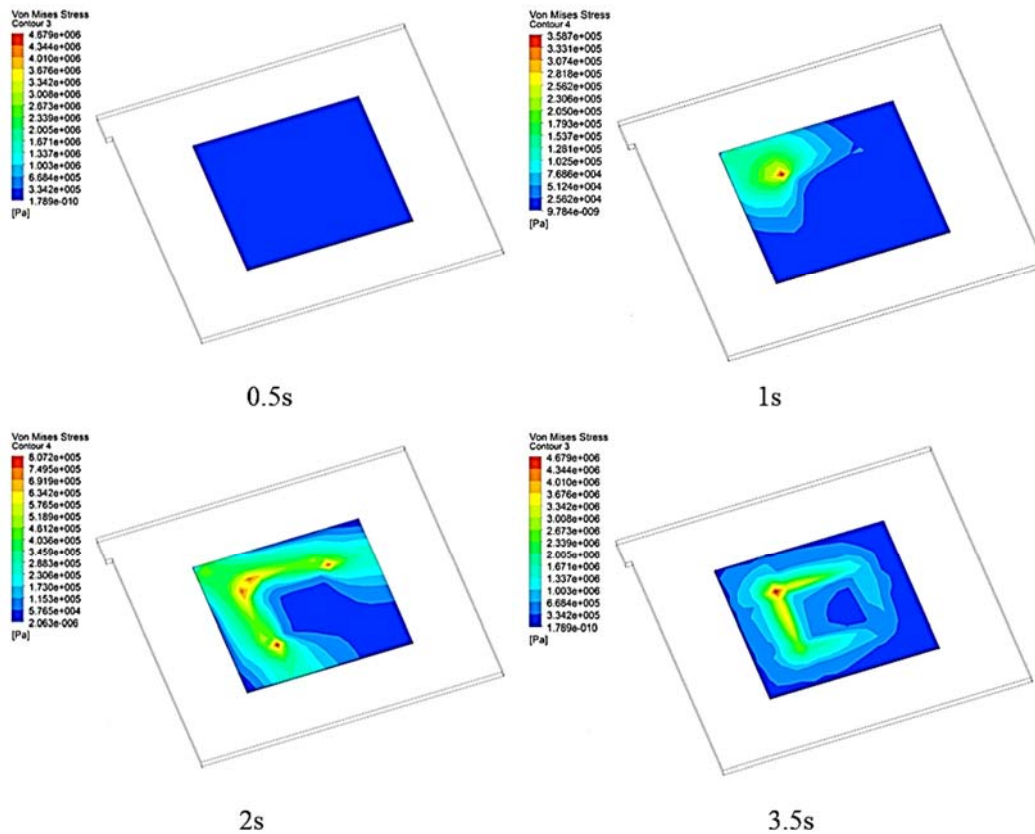 Von Mises Stress
Contour 3
4.679e+006
4.344e+006
4.010e+006
3.676e+006
3.342e+006
3.008e+006
2.673e+006
2.339e+006
2.005e+006
1.671e+006
1.337e+006
1.003e+006
6.684e+005
3.342e+005
1.789e-010
[Pa]
0.5s
Von Mises Stress
Contour 4
3.587e+005
3.331e+005
3.074e+005
2.818e+005
2.562e+005
2.306e+005
2.050e+005
1.793e+005
1.537e+005
1.281e+005
1.025e+005
7.686e+004
5.124e+004
2.562e+004
9.784e-009
[Pa]
1s
Von Mises Stress
Contour 4
8.072e+005
7.495e+005
6.919e+005
6.342e+005
5.765e+005
5.189e+005
4.612e+005
4.036e+005
3.459e+005
2.883e+005
2.306e+005
1.730e+005
1.153e+005
5.765e+004
2.063e-006
[Pa]
2s
Von Mises Stress
Contour 3
4.679e+006
4.344e+006
4.010e+006
3.676e+006
3.342e+006
3.008e+006
2.673e+006
2.339e+006
2.005e+006
1.671e+006
1.337e+006
1.003e+006
6.684e+005
3.342e+005
1.789e-010
[Pa]
3.5s